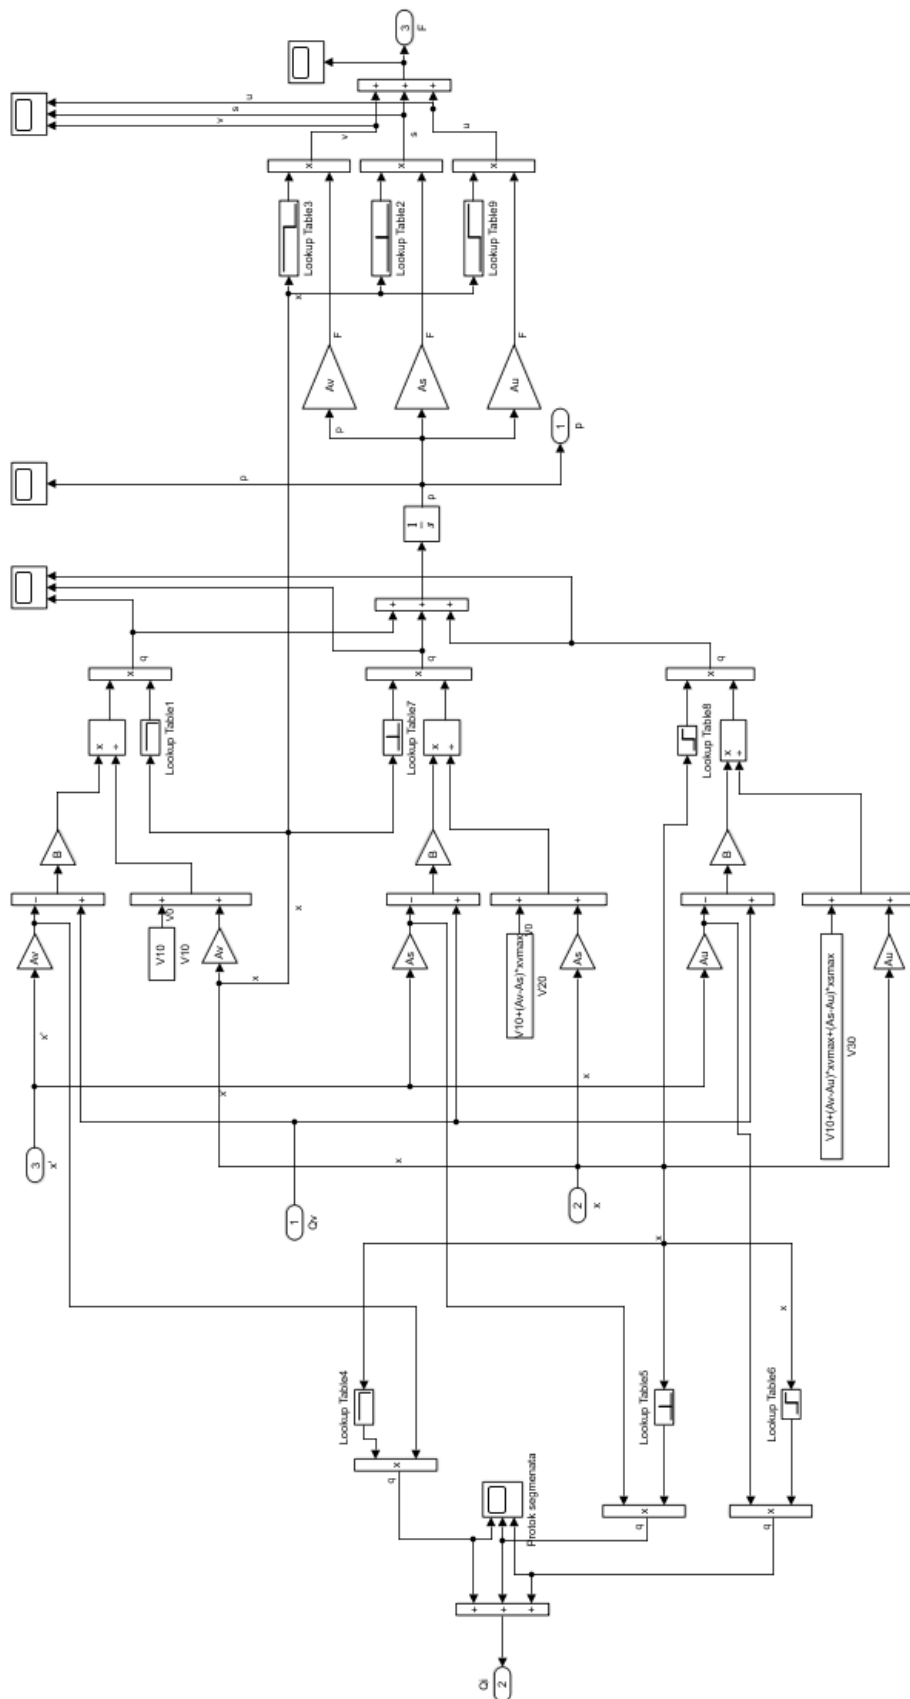 3
F
u
s
v
+
+
+
v
s
u
x
x
x
Lookup Table3
Lookup Table2
Lookup Table9
x
F
F
F
Av
As
Au
p
1
p
p
p
1
s
+
+
+
q
q
q
x
x
x
Lookup Table1
Lookup Table7
Lookup Table8
x
÷
x
÷
x
÷
B
B
B
-
+
+
+
-
+
+
+
-
+
+
+
Av
V10
V0
V10
Av
As
V10+(Av-As)*xvmax
V0
V20
As
Au
V10+(Av-Au)*xvmax+(As-Au)*xsmax
V30
Au
x'
x
x
x
x
x
3
x'
1
Qv
2
x
x
x
Lookup Table4
Lookup Table5
Lookup Table6
x
x
x
q
q
q
Protok segmenata
+
+
+
2
Qi